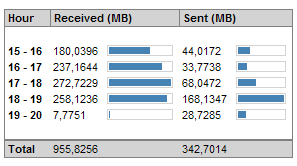 Hour Received (MB) Sent (MB)
15 - 16 180,0396 44,0172
16 - 17 237,1644 33,7738
17 - 18 272,7229 68,0472
18 - 19 258,1236 168,1347
19 - 20 7,7751 28,7285
Total 955,8256 342,7014